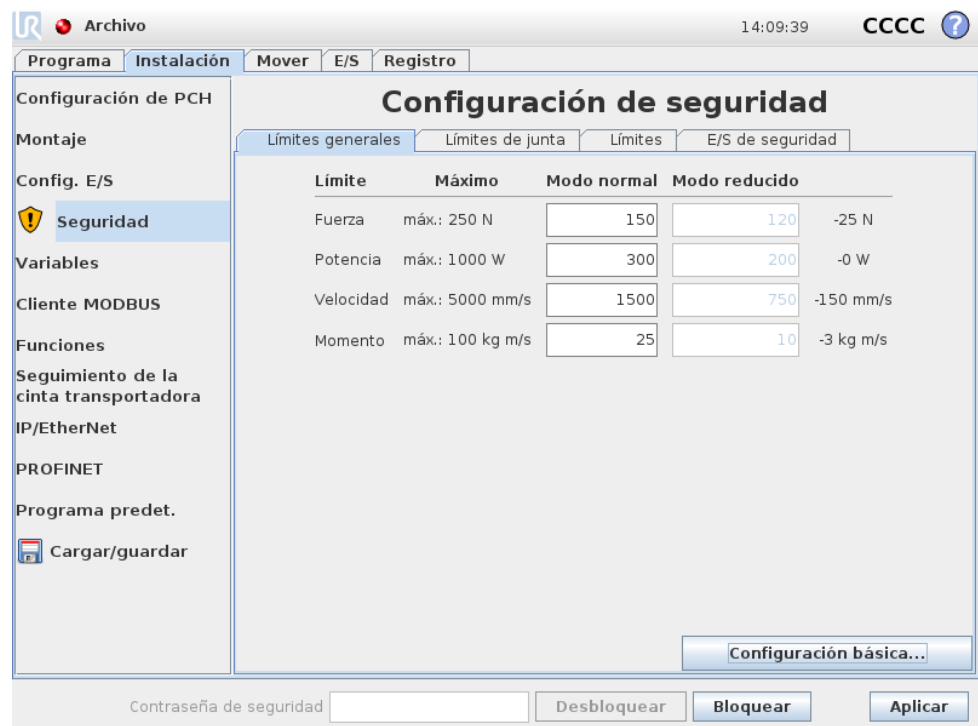 UR Archivo 14:09:39 CCCC ?
Programa Instalación Mover E/S Registro
Configuración de PCH
Montaje
Config. E/S
Seguridad
Variables
Cliente MODBUS
Funciones
Seguimiento de la
cinta transportadora
IP/EtherNet
PROFINET
Programa predet.
Cargar/guardar
Configuración de seguridad
Límites generales Límites de junta Límites E/S de seguridad
Límite Máximo Modo normal Modo reducido
Fuerza máx.: 250 N 150 120 -25 N
Potencia máx.: 1000 W 300 200 -0 W
Velocidad máx.: 5000 mm/s 1500 750 -150 mm/s
Momento máx.: 100 kg m/s 25 10 -3 kg m/s
Configuración básica...
Contraseña de seguridad Desbloquear Bloquear Aplicar